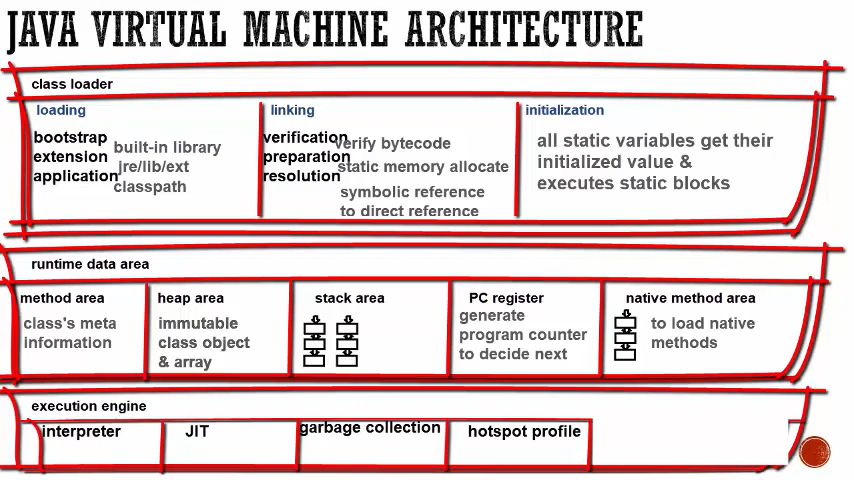 JAVA VIRTUAL MACHINE ARCHITECTURE
class loader
loading
bootstrap built-in library
extension jre/lib/ext
application classpath
linking
verification verify bytecode
preparation static memory allocate
resolution symbolic reference
to direct reference
initialization
all static variables get their
initialized value &
executes static blocks
runtime data area
method area
class's meta
information
heap area
immutable
class object
& array
stack area
PC register
generate
program counter
to decide next
native method area
to load native
methods
execution engine
interpreter
JIT
garbage collection
hotspot profile